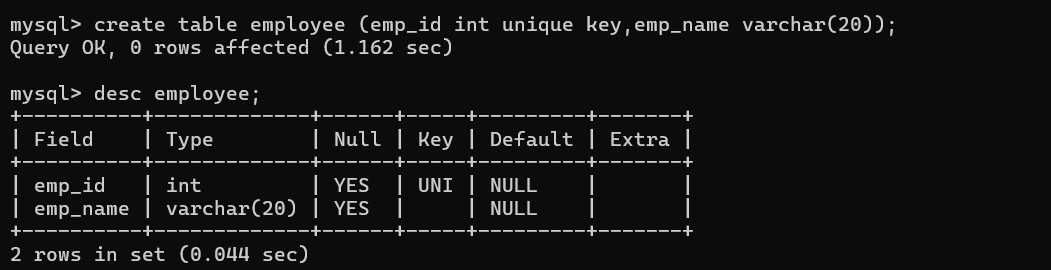 mysql> create table employee (emp_id int unique key,emp_name varchar(20));
Query OK, 0 rows affected (1.162 sec)
mysql> desc employee;
+----------+-------------+------+-----+---------+-------+
| Field    | Type        | Null | Key | Default | Extra |
+----------+-------------+------+-----+---------+-------+
| emp_id   | int         | YES  | UNI | NULL    |       |
| emp_name | varchar(20) | YES  |     | NULL    |       |
+----------+-------------+------+-----+---------+-------+
2 rows in set (0.044 sec)